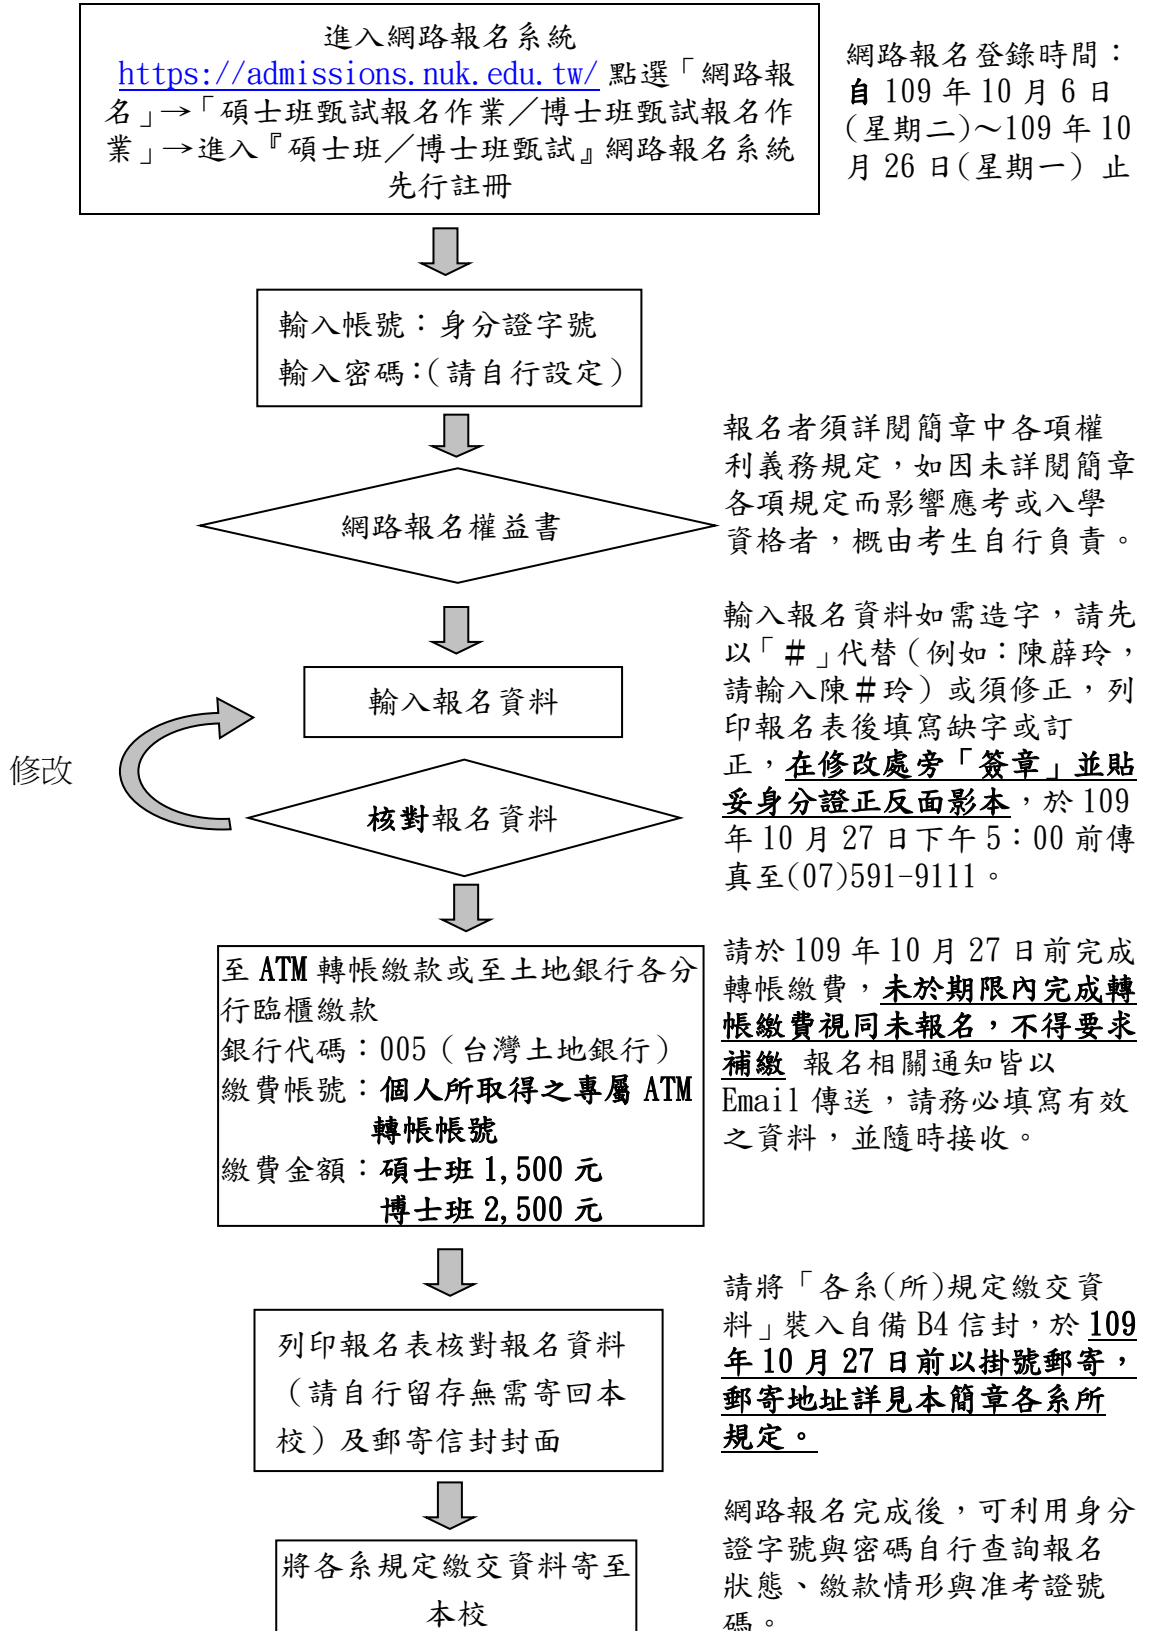 進入網路報名系統
https://admissions.nuk.edu.tw/ 點選「網路報
名」→「碩士班甄試報名作業／博士班甄試報名作
業」→進入『碩士班／博士班甄試』網路報名系統
先行註冊
網路報名登錄時間：
自 109 年 10 月 6 日
(星期二)～109 年 10
月 26 日(星期一) 止
輸入帳號：身分證字號
輸入密碼：(請自行設定)
網路報名權益書
報名者須詳閱簡章中各項權
利義務規定，如因未詳閱簡章
各項規定而影響應考或入學
資格者，概由考生自行負責。
輸入報名資料
修改
核對報名資料
輸入報名資料如需造字，請先
以「＃」代替（例如：陳薜玲，
請輸入陳＃玲）或須修正，列
印報名表後填寫缺字或訂
正，在修改處旁「簽章」並貼
妥身分證正反面影本，於 109
年 10 月 27 日下午 5：00 前傳
真至(07)591-9111。
至 ATM 轉帳繳款或至土地銀行各分
行臨櫃繳款
銀行代碼：005（台灣土地銀行）
繳費帳號：個人所取得之專屬 ATM
轉帳帳號
繳費金額：碩士班 1,500 元
博士班 2,500 元
請於 109 年 10 月 27 日前完成
轉帳繳費，未於期限內完成轉
帳繳費視同未報名，不得要求
補繳 報名相關通知皆以
Email 傳送，請務必填寫有效
之資料，並隨時接收。
列印報名表核對報名資料
（請自行留存無需寄回本
校）及郵寄信封封面
請將「各系(所)規定繳交資
料」裝入自備 B4 信封，於 109
年 10 月 27 日前以掛號郵寄，
郵寄地址詳見本簡章各系所
規定。
將各系規定繳交資料寄至
本校
網路報名完成後，可利用身分
證字號與密碼自行查詢報名
狀態、繳款情形與准考證號
碼。